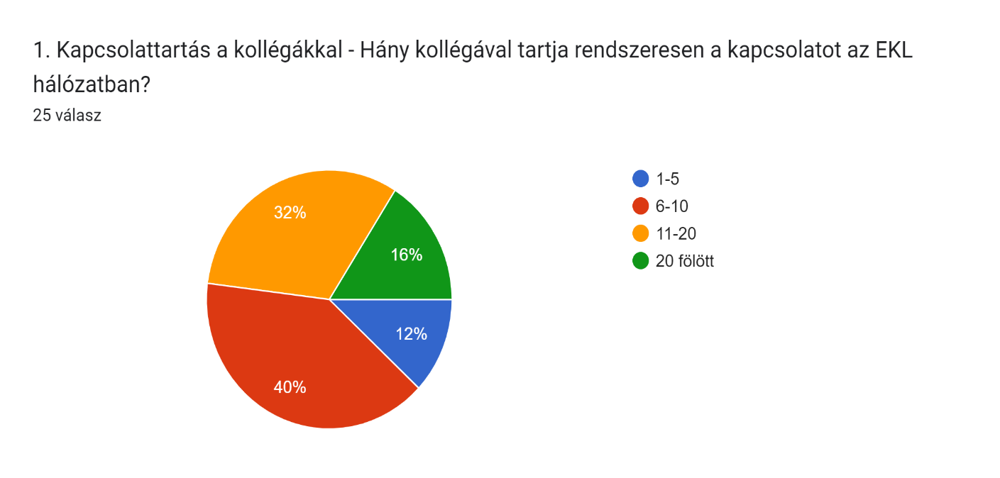 1. Kapcsolattartás a kollégákkal - Hány kollégával tartja rendszeresen a kapcsolatot az EKL
hálózatban?
25 válasz
1-5
6-10
11-20
20 fölött
32%
16%
12%
40%